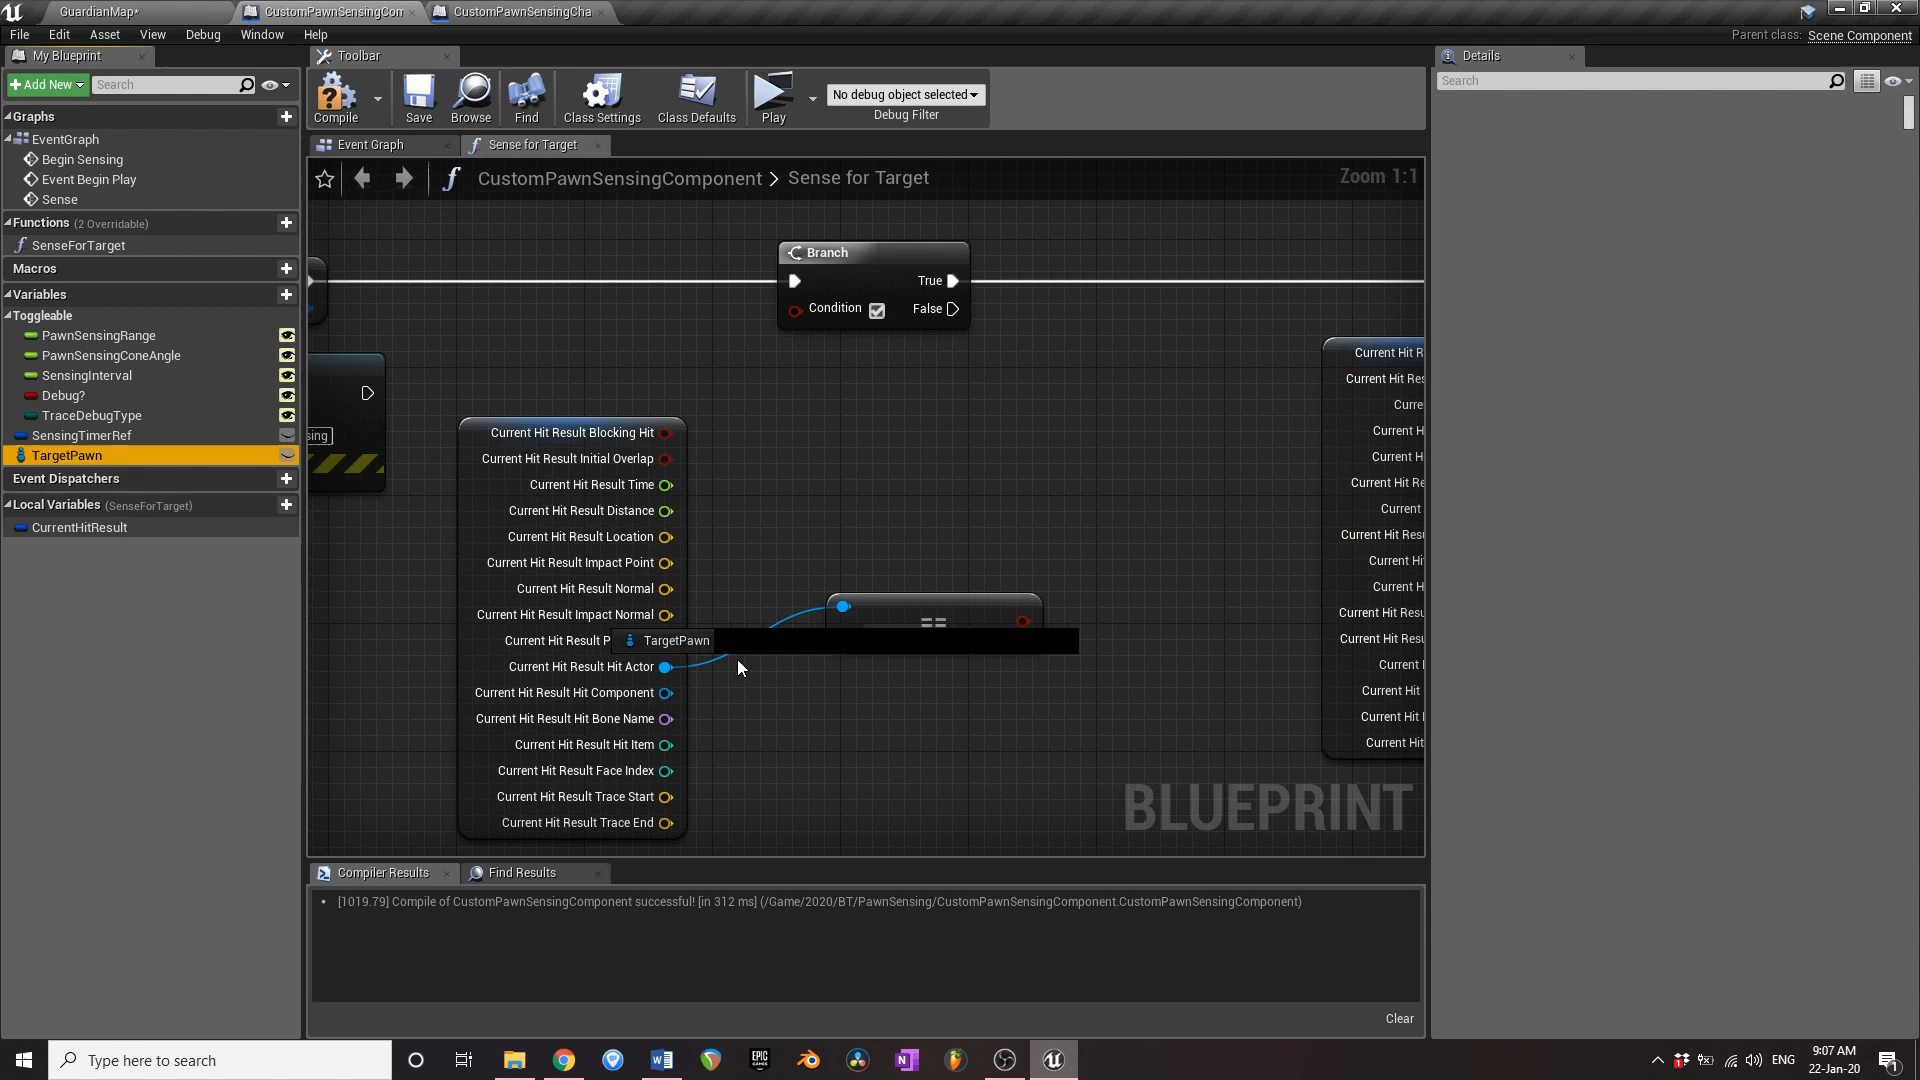 GuardianMap*
CustomPawnSensingCom
CustomPawnSensingCha
File Edit Asset View Debug Window Help
Parent class: Scene Component
My Blueprint
Toolbar
Details
Add New
Search
Compile
Save
Browse
Find
Class Settings
Class Defaults
Play
No debug object selected
Debug Filter
Search
Graphs
EventGraph
Begin Sensing
Event Begin Play
Sense
Functions (2 Overridable)
SenseForTarget
Macros
Variables
Toggleable
PawnSensingRange
PawnSensingConeAngle
SensingInterval
Debug?
TraceDebugType
SensingTimerRef
TargetPawn
Event Dispatchers
Local Variables (SenseForTarget)
CurrentHitResult
Event Graph
Sense for Target
CustomPawnSensingComponent > Sense for Target
Zoom 1:1
Branch
True
Condition
False
sing
Current Hit Result Blocking Hit
Current Hit Result Initial Overlap
Current Hit Result Time
Current Hit Result Distance
Current Hit Result Location
Current Hit Result Impact Point
Current Hit Result Normal
Current Hit Result Impact Normal
Current Hit Result P
TargetPawn
Current Hit Result Hit Actor
Current Hit Result Hit Component
Current Hit Result Hit Bone Name
Current Hit Result Hit Item
Current Hit Result Face Index
Current Hit Result Trace Start
Current Hit Result Trace End
==
Current Hit R
Current Hit Res
Curre
Current H
Current H
Current Hit Re
Current
Current Hit Resu
Current Hi
Current H
Current Hit Resu
Current Hit Resu
Current H
Current Hit
Current Hit I
Current Hit
BLUEPRINT
Compiler Results
Find Results
[1019.79] Compile of CustomPawnSensingComponent successful! [in 312 ms] (/Game/2020/BT/PawnSensing/CustomPawnSensingComponent.CustomPawnSensingComponent)
Clear
Type here to search
EPIC GAMES
ENG
9:07 AM
22-Jan-20
1